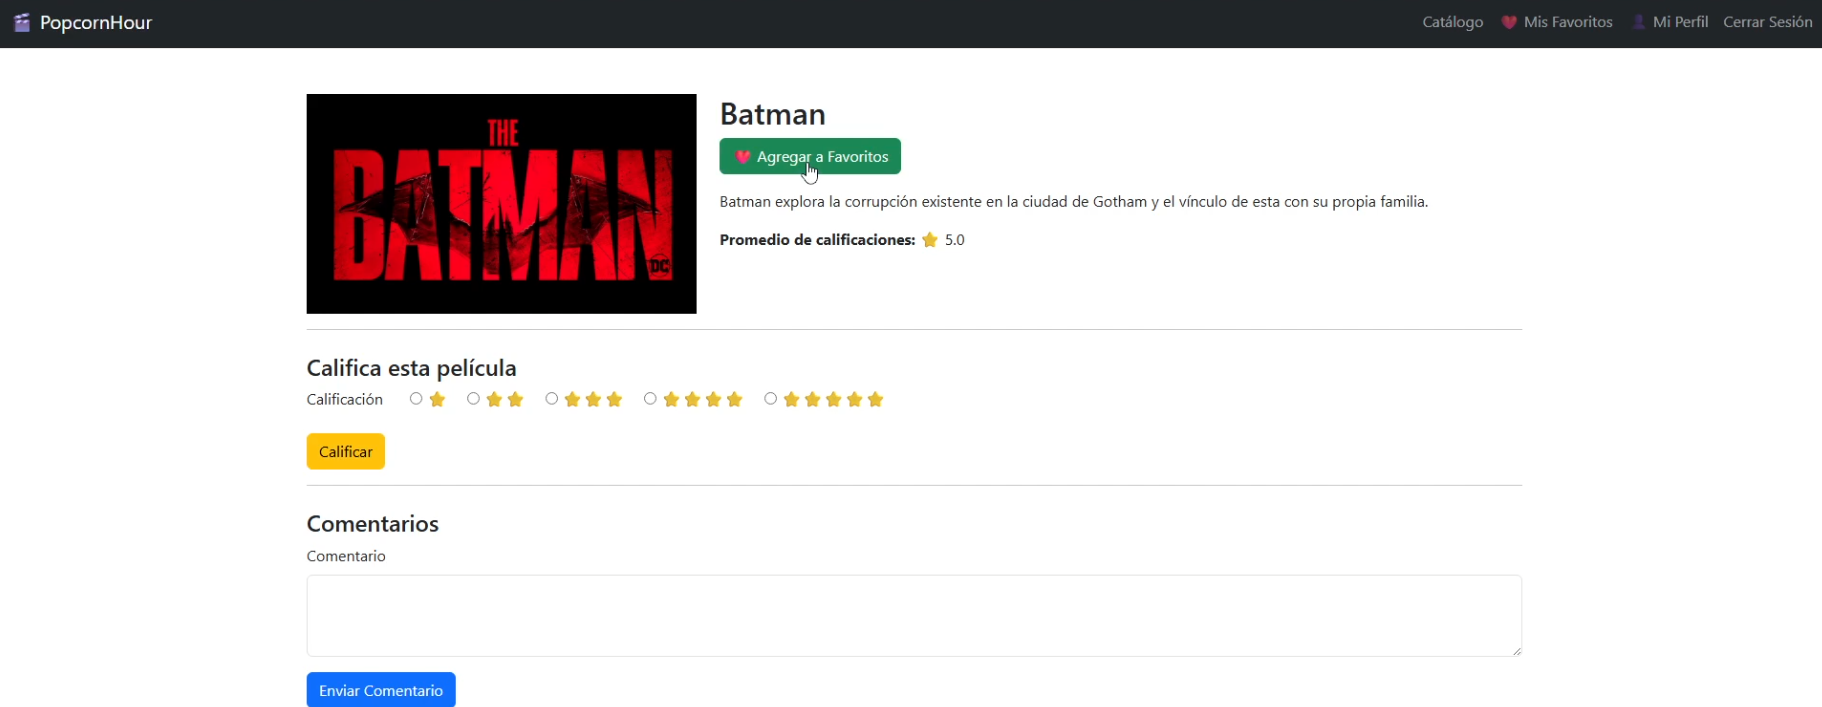 PopcornHour
Catálogo Mis Favoritos Mi Perfil Cerrar Sesión
THE
BATMAN
DC
Batman
Agregar a Favoritos
Batman explora la corrupción existente en la ciudad de Gotham y el vínculo de esta con su propia familia.
Promedio de calificaciones: ⭐ 5.0
Califica esta película
Calificación
Calificar
Comentarios
Comentario
Enviar Comentario